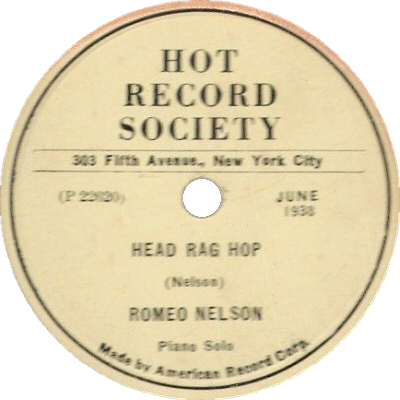 HOT
RECORD
SOCIETY
303 Fifth Avenue., New York City
(P 22620)
JUNE
1938
HEAD RAG HOP
(Nelson)
ROMEO NELSON
Piano Solo
Made by American Record Corp.